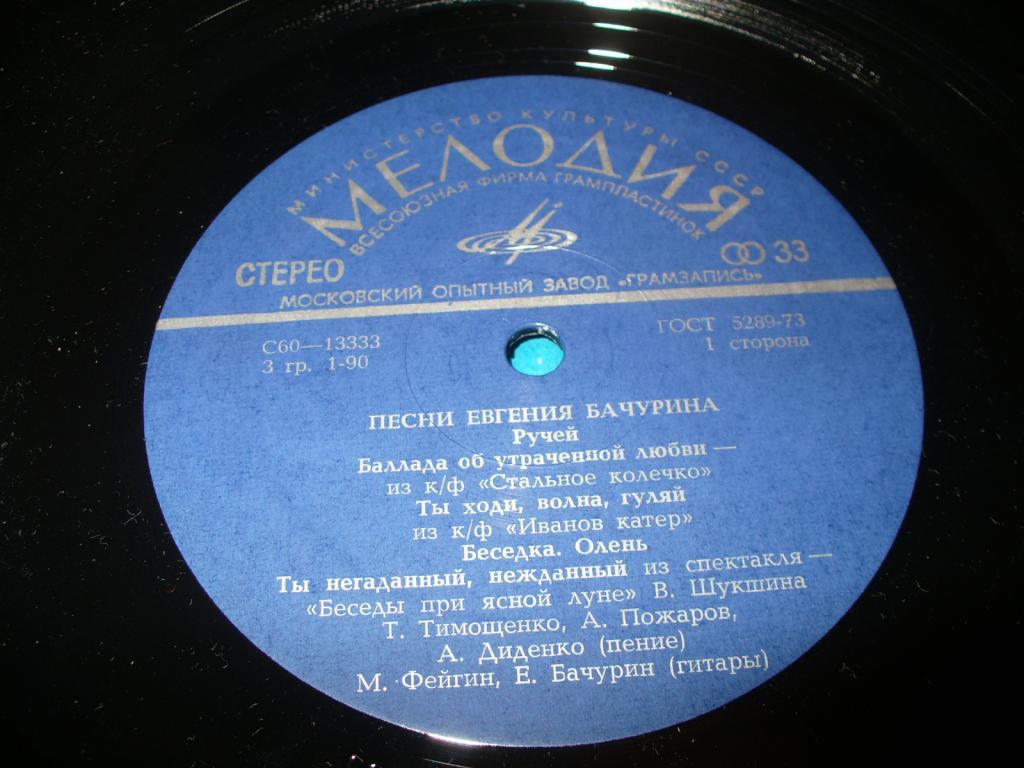 МИНИСТЕРСТВО КУЛЬТУРЫ СССР
МЕЛОДИЯ
ВСЕСОЮЗНАЯ ФИРМА ГРАМПЛАСТИНОК
СТЕРЕО
33
МОСКОВСКИЙ ОПЫТНЫЙ ЗАВОД «ГРАМЗАПИСЬ»
С60—13333
3 гр. 1-90
ГОСТ 5289-73
1 сторона
ПЕСНИ ЕВГЕНИЯ БАЧУРИНА
Ручей
Баллада об утраченной любви —
из к/ф «Стальное колечко»
Ты ходи, волна, гуляй
из к/ф «Иванов катер»
Беседка. Олень
Ты негаданный, нежданный из спектакля —
«Беседы при ясной луне» В. Шукшина
Т. Тимощенко, А. Пожаров,
А. Диденко (пение)
М. Фейгин, Е. Бачурин (гитары)